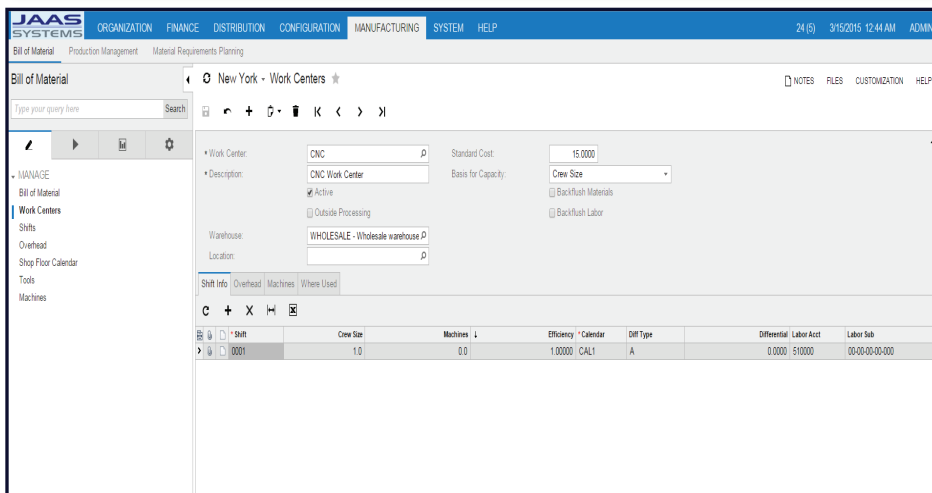 JAAS SYSTEMS ORGANIZATION FINANCE DISTRIBUTION CONFIGURATION MANUFACTURING SYSTEM HELP 24 (5) 3/15/2015 12:44 AM ADMIN
Bill of Material Production Management Material Requirements Planning
Bill of Material New York - Work Centers NOTES FILES CUSTOMIZATION HELP
Type your query here Search
* Work Center: CNC Standard Cost: 15.0000
* Description: CNC Work Center Basis for Capacity: Crew Size
MANAGE
Bill of Material Active Backflush Materials
Work Centers Outside Processing Backflush Labor
Shifts
Overhead Warehouse: WHOLESALE - Wholesale warehouse
Shop Floor Calendar Location:
Tools
Machines Shift Info Overhead Machines Where Used
* Shift Crew Size Machines Efficiency * Calendar Diff Type Differential Labor Acct Labor Sub
0001 1.0 0.0 1.00000 CAL1 A 0.0000 510000 00-00-00-00-000